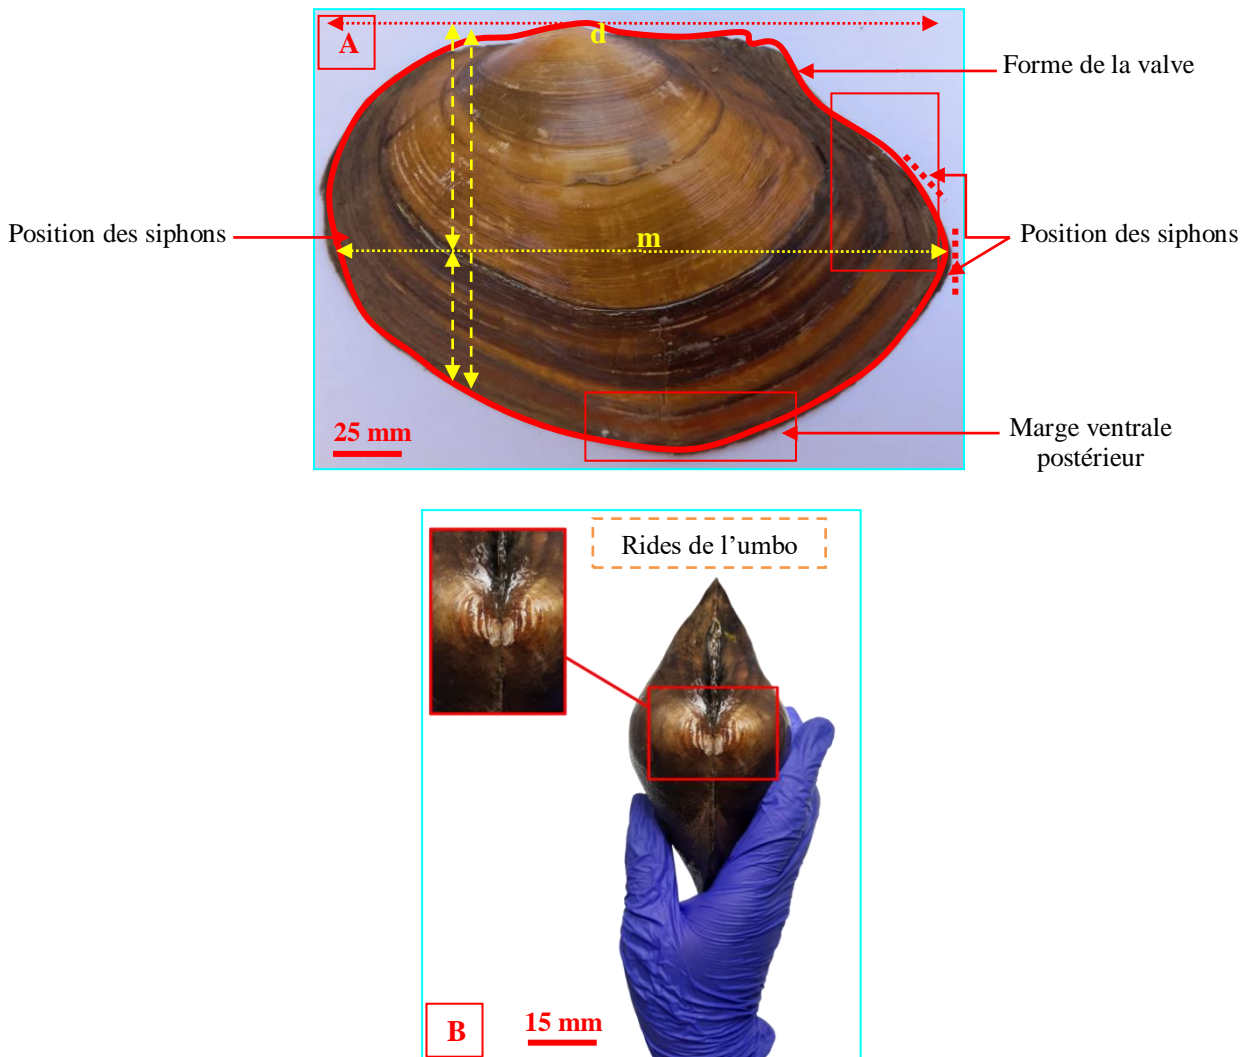 A
d
Forme de la valve
Position des siphons
m
Position des siphons
25 mm
Marge ventrale
postérieur
Rides de l’umbo
B
15 mm